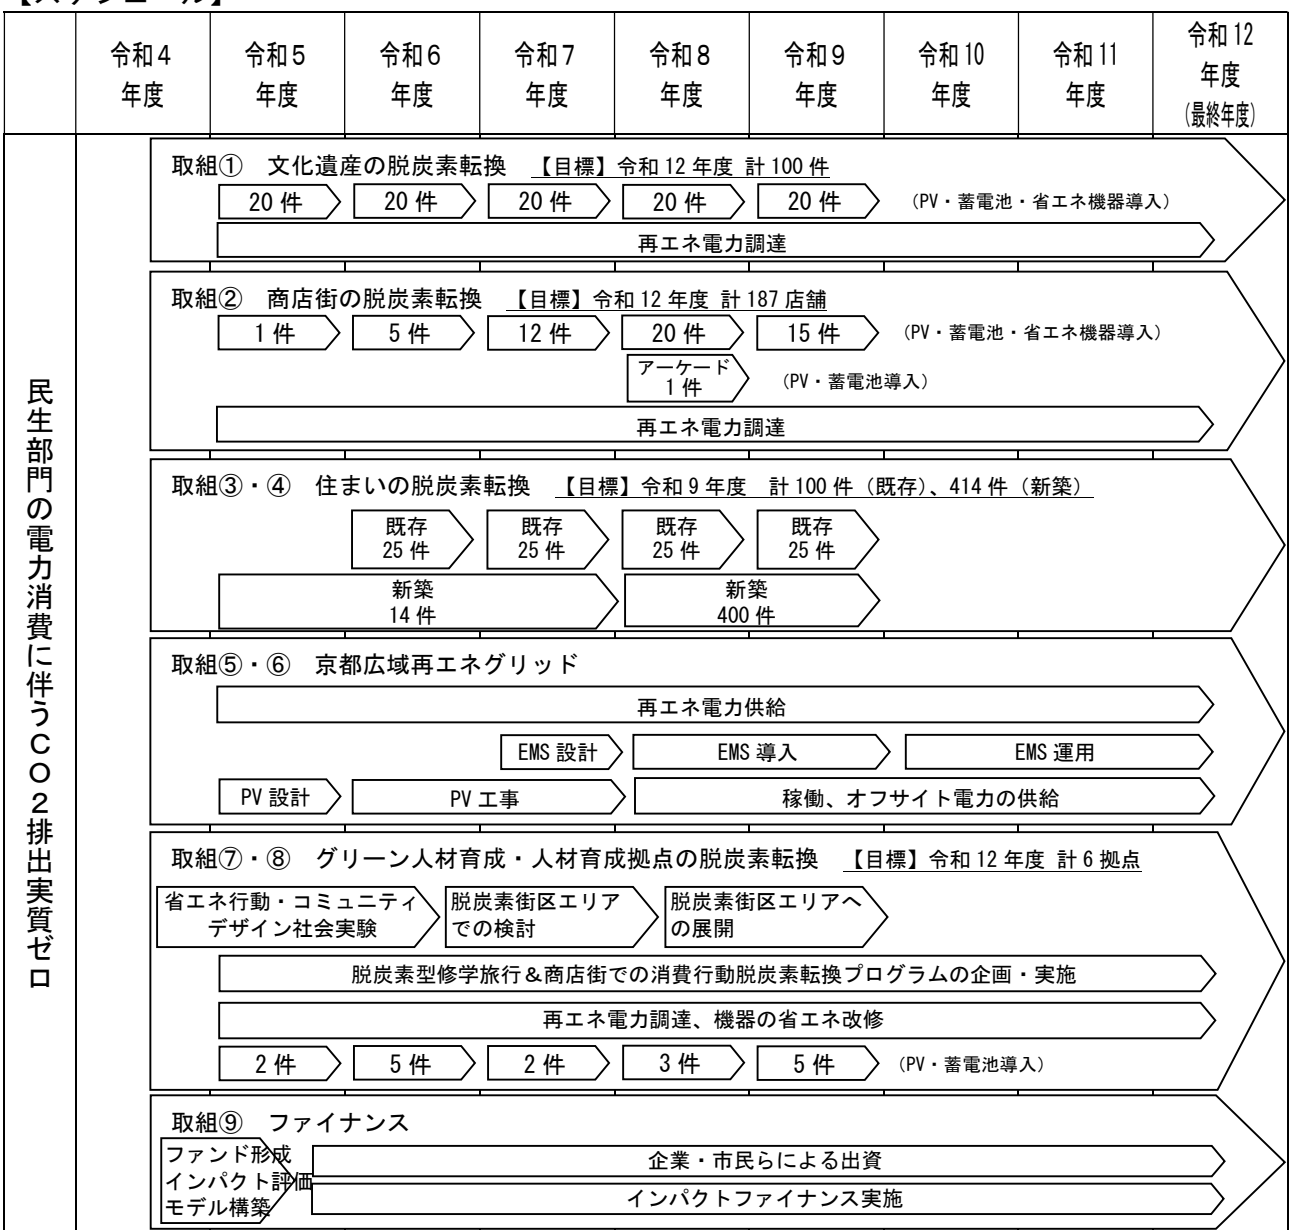 【スケジュール】
令和4年度
令和5年度
令和6年度
令和7年度
令和8年度
令和9年度
令和10年度
令和11年度
令和12年度(最終年度)
民生部門の電力消費に伴うCO2排出実質ゼロ
取組① 文化遺産の脱炭素転換 【目標】令和12年度 計100件
20件 20件 20件 20件 20件 (PV・蓄電池・省エネ機器導入)
再エネ電力調達
取組② 商店街の脱炭素転換 【目標】令和12年度 計187店舗
1件 5件 12件 20件 15件 (PV・蓄電池・省エネ機器導入)
アーケード
1件 (PV・蓄電池導入)
再エネ電力調達
取組③・④ 住まいの脱炭素転換 【目標】令和9年度 計100件(既存)、414件(新築)
既存 既存 既存 既存
25件 25件 25件 25件
新築 新築
14件 400件
取組⑤・⑥ 京都広域再エネグリッド
再エネ電力供給
EMS設計 EMS導入 EMS運用
PV設計 PV工事 稼働、オフサイト電力の供給
取組⑦・⑧ グリーン人材育成・人材育成拠点の脱炭素転換 【目標】令和12年度 計6拠点
省エネ行動・コミュニティ
デザイン社会実験
脱炭素街区エリア
での検討
脱炭素街区エリアへ
の展開
脱炭素型修学旅行&商店街での消費行動脱炭素転換プログラムの企画・実施
再エネ電力調達、機器の省エネ改修
2件 5件 2件 3件 5件 (PV・蓄電池導入)
取組⑨ ファイナンス
ファンド形成
インパクト評価
モデル構築
企業・市民らによる出資
インパクトファイナンス実施